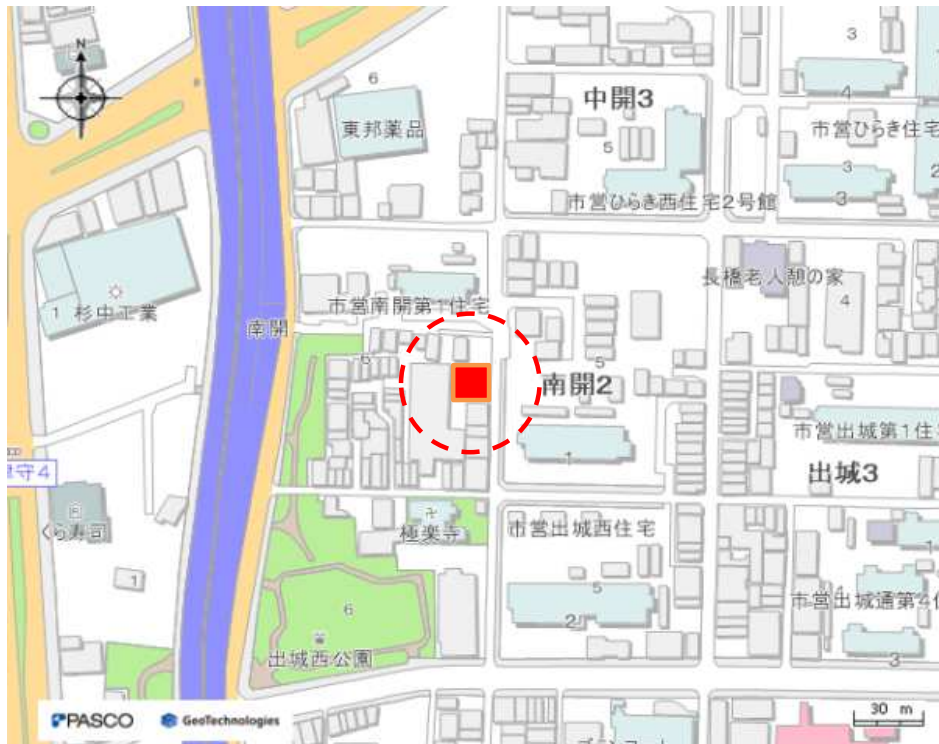 N
6
3
中開3
4
東邦薬品
市営ひらき住宅
5
3
2
3
市営ひらき西住宅2号館
長橋老人憩の家
市営南開第1住宅
4
1 杉中工業
南開
6
5
南開2
市営出城第1住
1
出城3
守4
くら寿司
卍
極楽寺
市営出城西住宅
1
1
5
6
市営出城通第4住
2
出城西公園
3
PASCO
GeoTechnologies
30 m